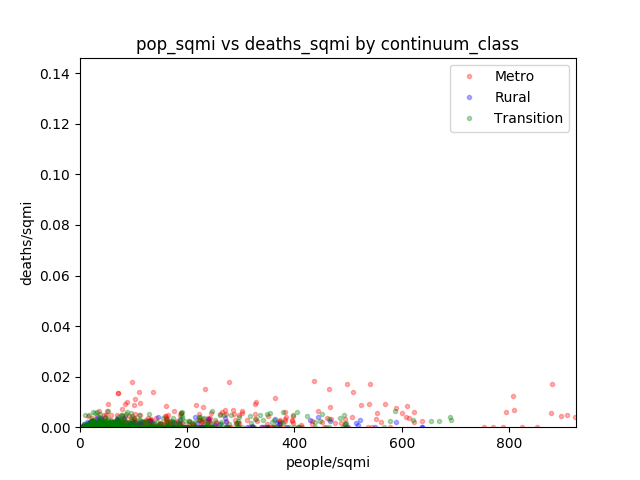 pop_sqmi vs deaths_sqmi by continuum_class
Metro
Rural
Transition
deaths/sqmi
0.14
0.12
0.10
0.08
0.06
0.04
0.02
0.00
0
200
400
600
800
people/sqmi